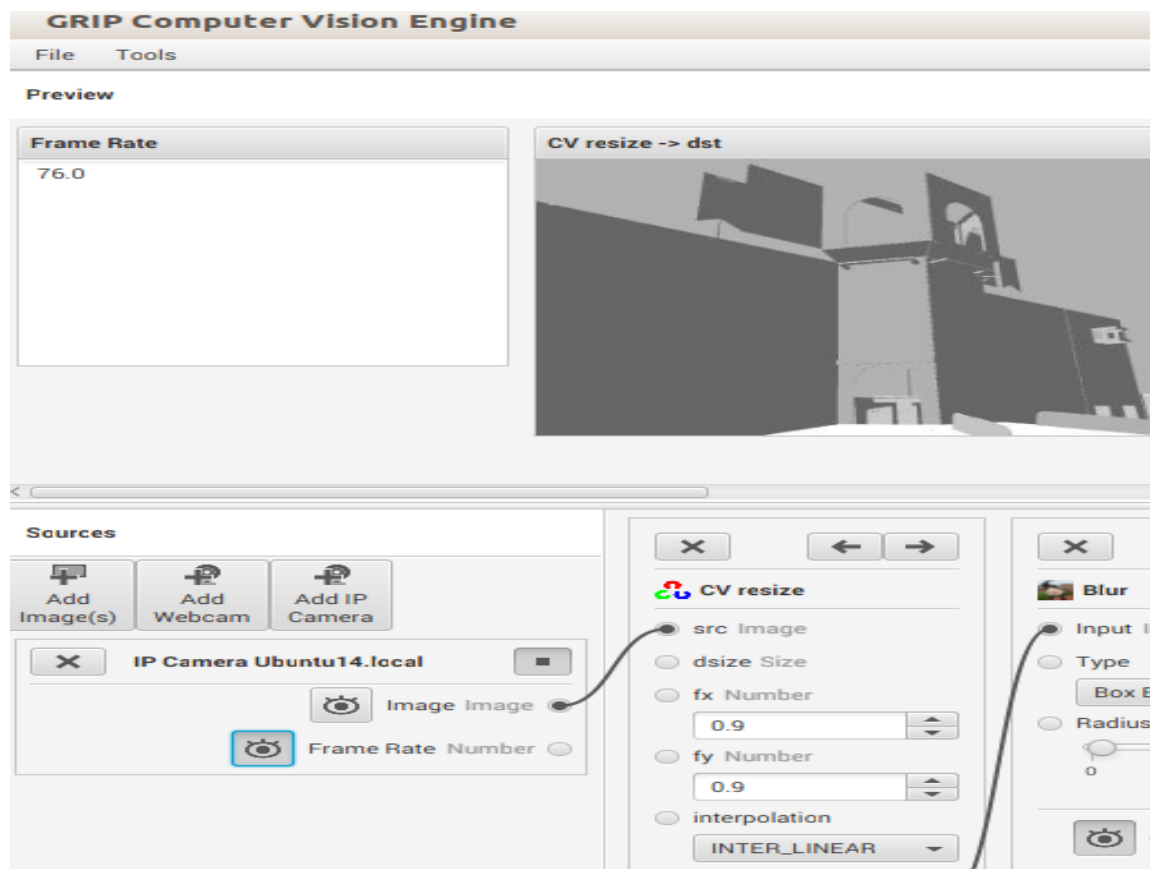 GRIP Computer Vision Engine
File Tools
Preview
Frame Rate
76.0
CV resize -> dst
Sources
Add Image(s)
Add Webcam
Add IP Camera
IP Camera Ubuntu14.local
Image Image
Frame Rate Number
CV resize
src Image
dsize Size
fx Number
0.9
fy Number
0.9
interpolation
INTER_LINEAR
Blur
Input
Type
Box
Radius
0